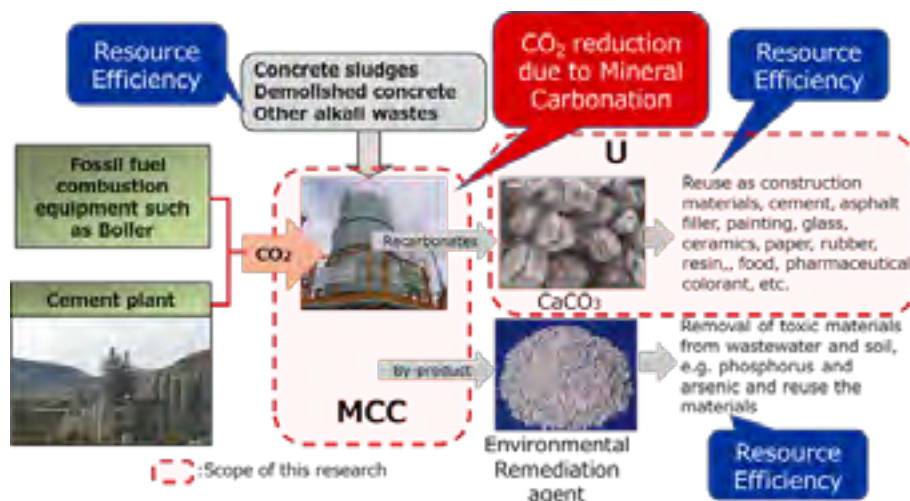 Resource
Efficiency
Concrete sludges
Demolished concrete
Other alkali wastes
CO₂ reduction
due to Mineral
Carbonation
Resource
Efficiency
Fossil fuel
combustion
equipment such
as Boiler
CO₂
Cement plant
Recarbonates
By-product
MCC
U
CaCO₃
Reuse as construction
materials, cement, asphalt
filler, painting, glass,
ceramics, paper, rubber,
resin,, food, pharmaceutical
colorant, etc.
Environmental
Remediation
agent
Removal of toxic materials
from wastewater and soil,
e.g. phosphorus and
arsenic and reuse the
materials
Resource
Efficiency
:Scope of this research